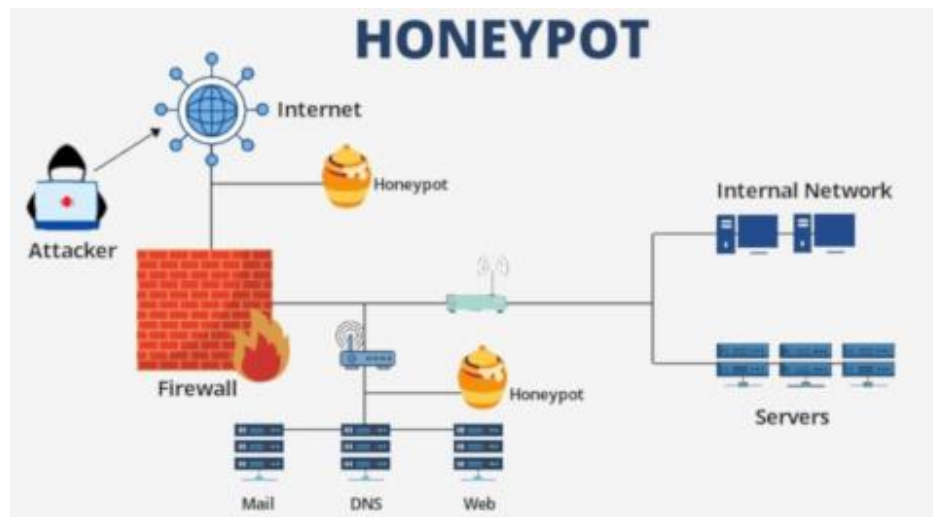 HONEYPOT
Internet
Honeypot
Attacker
Internal Network
Firewall
Honeypot
Servers
Mail
DNS
Web